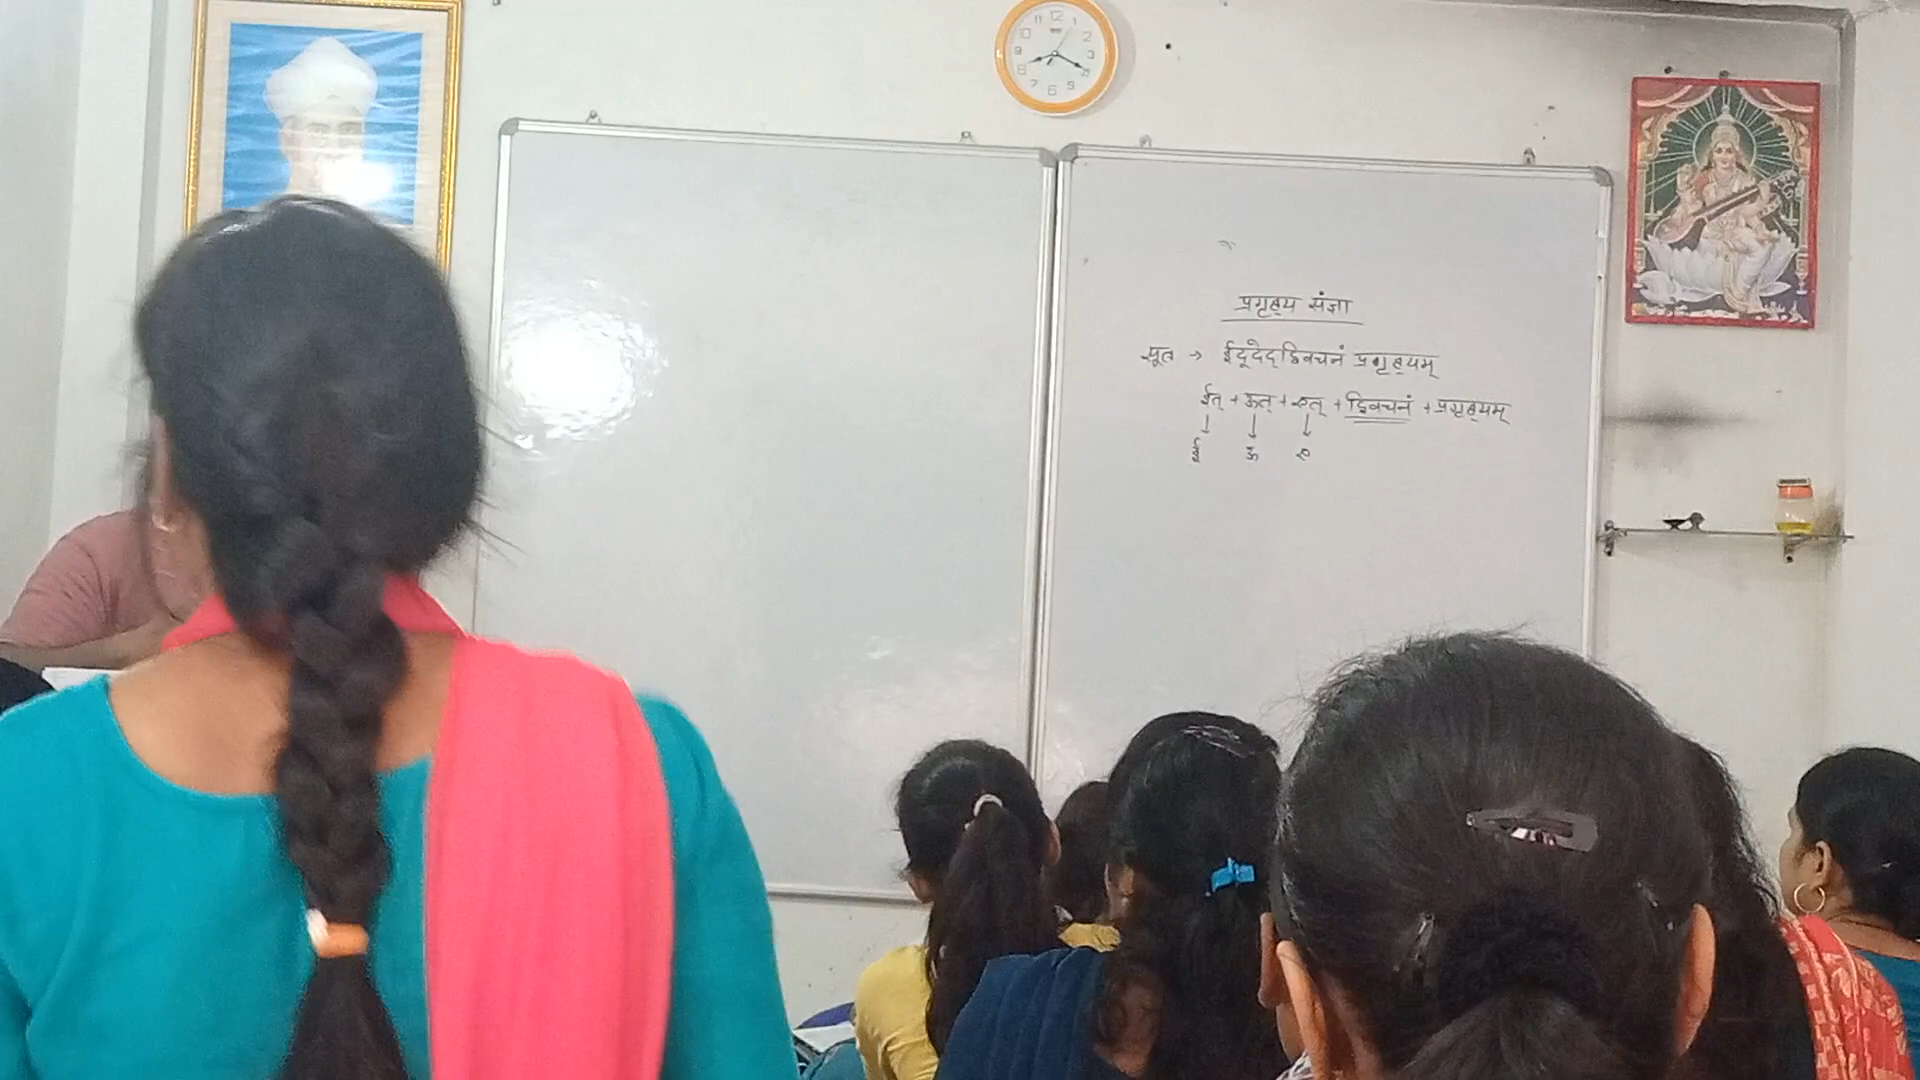 प्रगृह्य संज्ञा
सूत्र → ईदूदेद्द्विवचनं प्रगृह्यम्
ईत् + ऊत् + एत् + द्विवचनं + प्रगृह्यम्
↓ ↓ ↓
ई ऊ ए